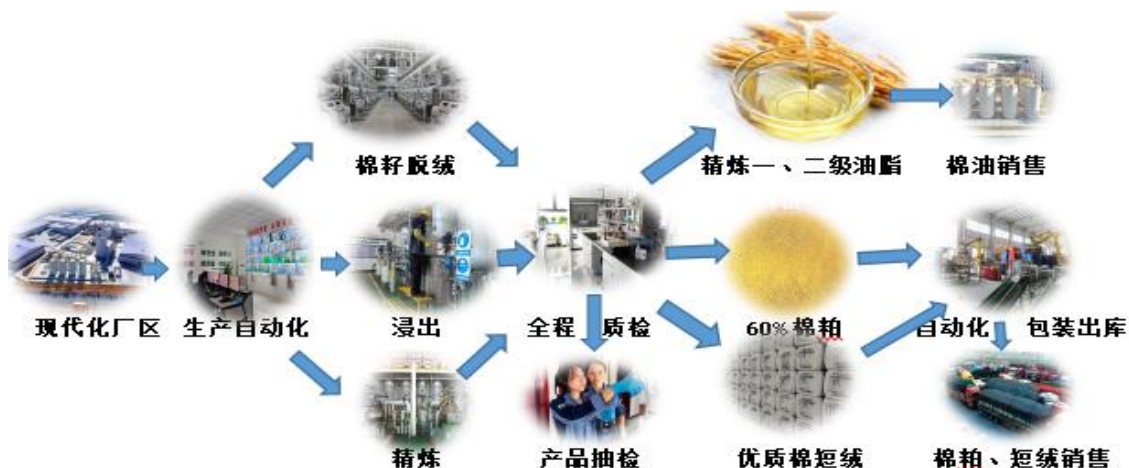 棉籽脱绒
精炼一、二级油脂
棉油销售
现代化厂区
生产自动化
浸出
全程 质检
60%棉粕
自动化 包装出库
精炼
产品抽检
优质棉短绒
棉粕、短绒销售